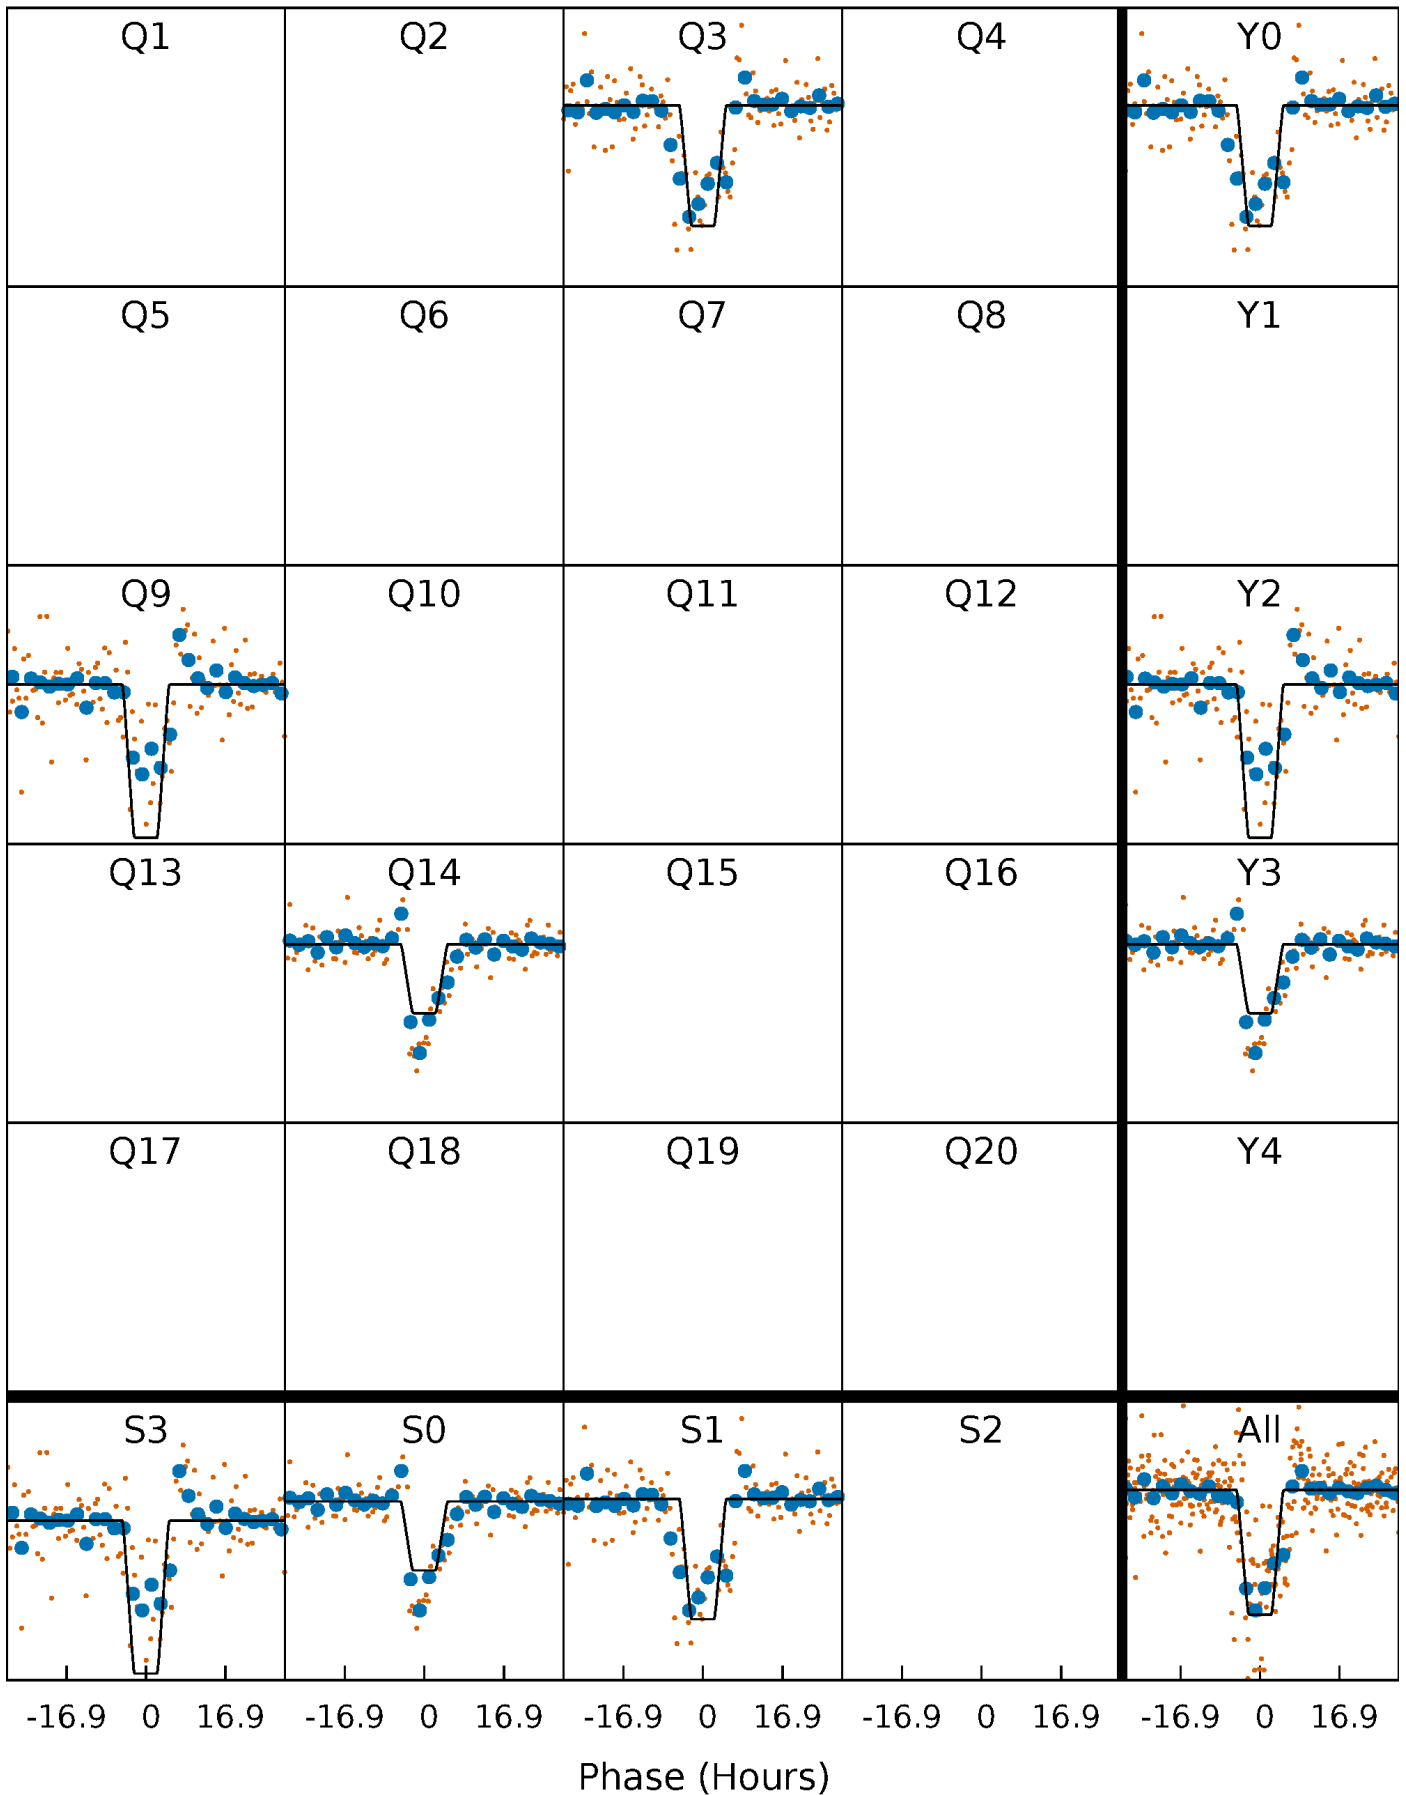 Q1 Q2 Q3 Q4 Y0
Q5 Q6 Q7 Q8 Y1
Q9 Q10 Q11 Q12 Y2
Q13 Q14 Q15 Q16 Y3
Q17 Q18 Q19 Q20 Y4
S3 S0 S1 S2 All
-16.9 0 16.9 -16.9 0 16.9 -16.9 0 16.9 -16.9 0 16.9 -16.9 0 16.9
Phase (Hours)